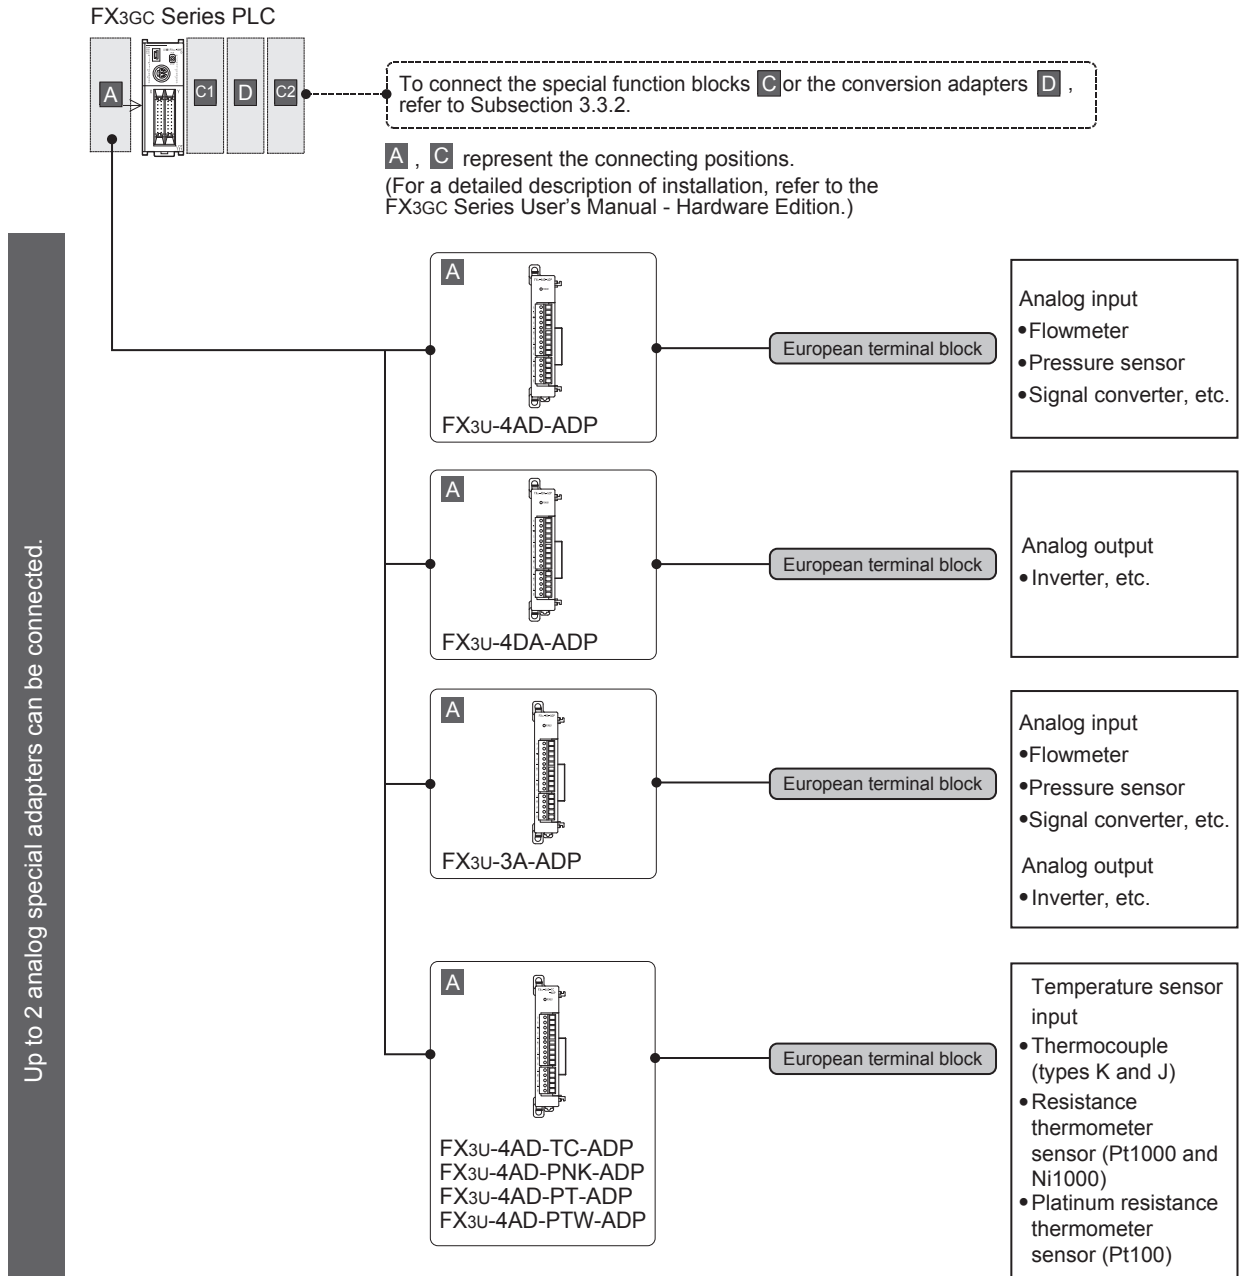 FX3GC Series PLC
A
C1
D
C2
To connect the special function blocks C or the conversion adapters D ,
refer to Subsection 3.3.2.
A , C represent the connecting positions.
(For a detailed description of installation, refer to the
FX3GC Series User's Manual - Hardware Edition.)
Up to 2 analog special adapters can be connected.
A
FX3U-4AD-ADP
European terminal block
Analog input
•Flowmeter
•Pressure sensor
•Signal converter, etc.
A
FX3U-4DA-ADP
European terminal block
Analog output
•Inverter, etc.
A
FX3U-3A-ADP
European terminal block
Analog input
•Flowmeter
•Pressure sensor
•Signal converter, etc.
Analog output
•Inverter, etc.
A
FX3U-4AD-TC-ADP
FX3U-4AD-PNK-ADP
FX3U-4AD-PT-ADP
FX3U-4AD-PTW-ADP
European terminal block
Temperature sensor
input
•Thermocouple
(types K and J)
•Resistance
thermometer
sensor (Pt1000 and
Ni1000)
•Platinum resistance
thermometer
sensor (Pt100)